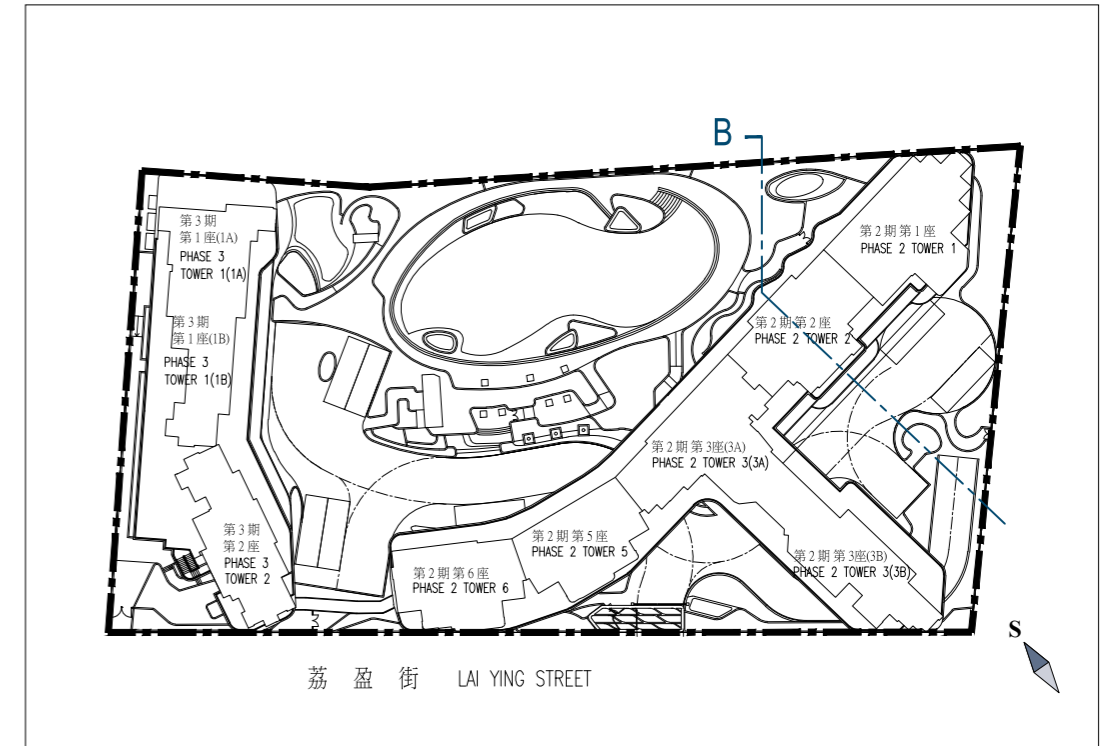 B
第3期
第1座(1A)
PHASE 3
TOWER 1(1A)
第3期
第1座(1B)
PHASE 3
TOWER 1(1B)
第3期
第2座
PHASE 3
TOWER 2
第2期第1座
PHASE 2 TOWER 1
第2期第2座
PHASE 2 TOWER 2
第2期第3座(3A)
PHASE 2 TOWER 3(3A)
第2期第5座
PHASE 2 TOWER 5
第2期第6座
PHASE 2 TOWER 6
第2期第3座(3B)
PHASE 2 TOWER 3(3B)
荔盈街 LAI YING STREET
S